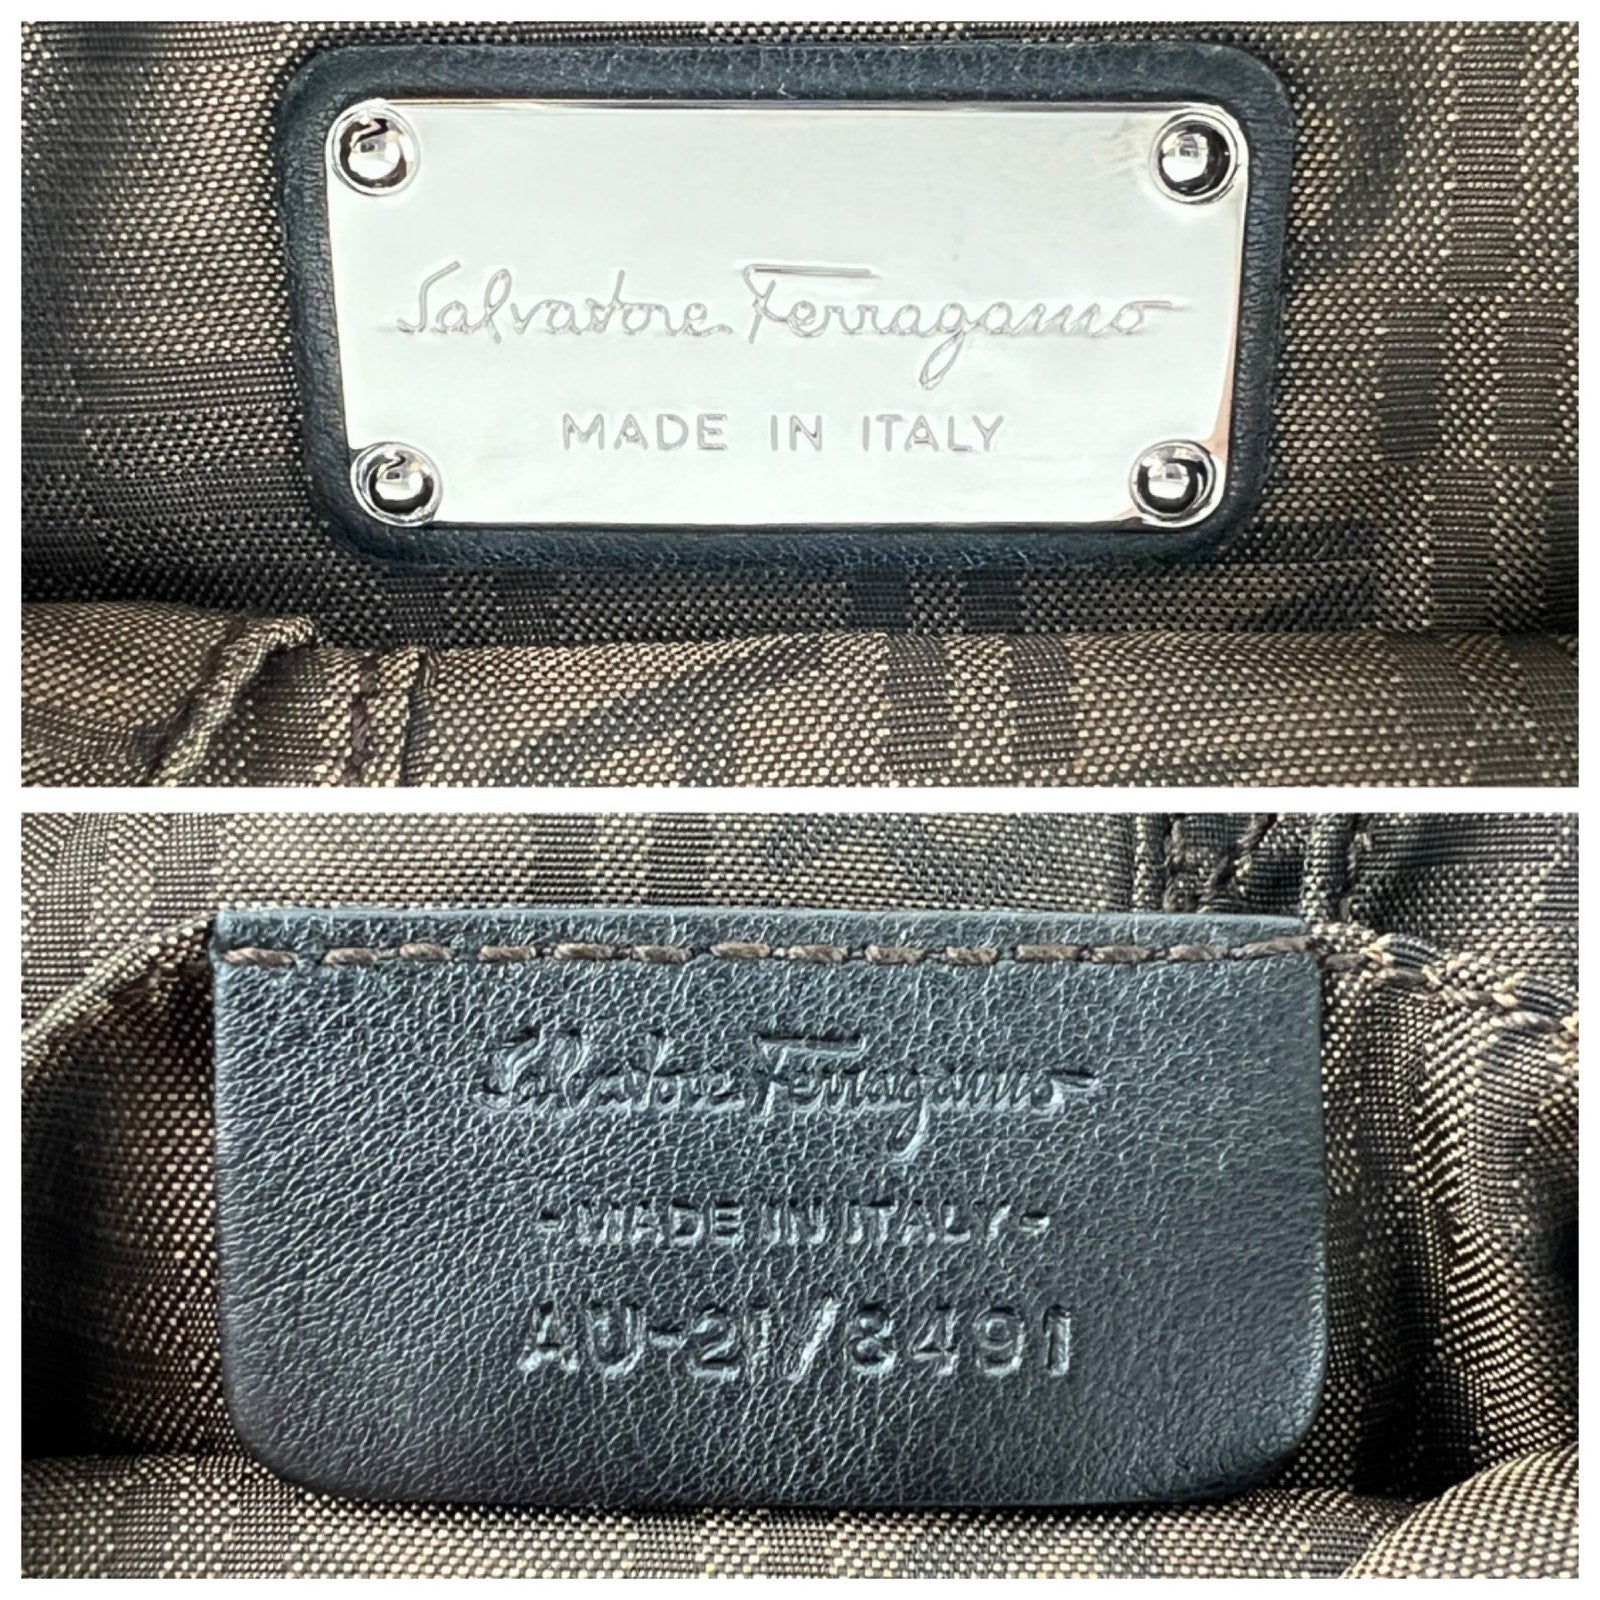 Salvatore Ferragamo
MADE IN ITALY
Salvatore Ferragamo
-MADE IN ITALY-
AU-21/8491